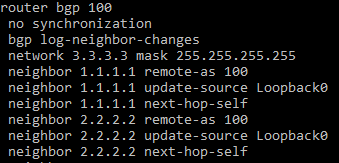 router bgp 100
no synchronization
bgp log-neighbor-changes
network 3.3.3.3 mask 255.255.255.255
neighbor 1.1.1.1 remote-as 100
neighbor 1.1.1.1 update-source Loopback0
neighbor 1.1.1.1 next-hop-self
neighbor 2.2.2.2 remote-as 100
neighbor 2.2.2.2 update-source Loopback0
neighbor 2.2.2.2 next-hop-self